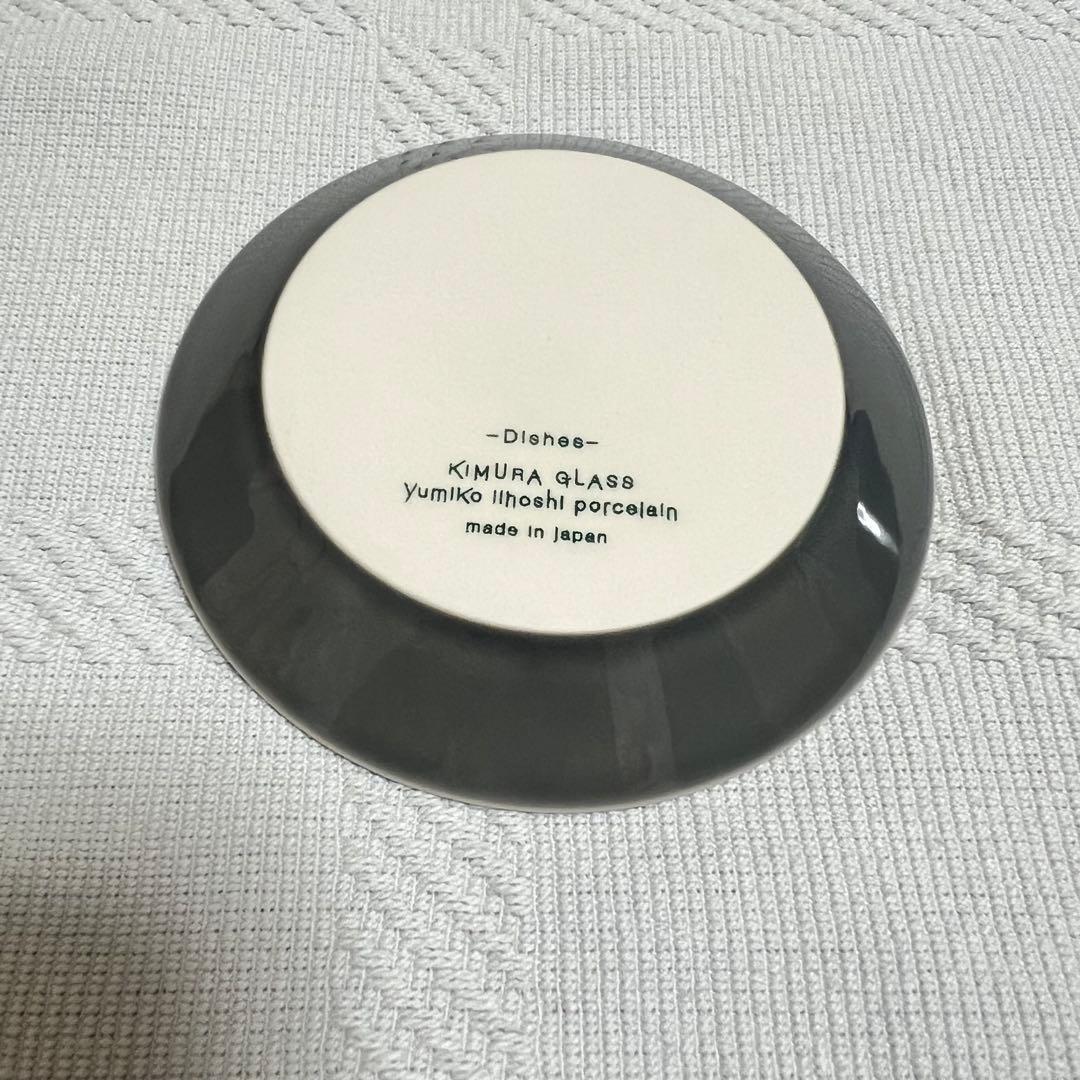 -Dishes-
KIMURA GLASS
yumiko iihoshi porcelain
made in japan